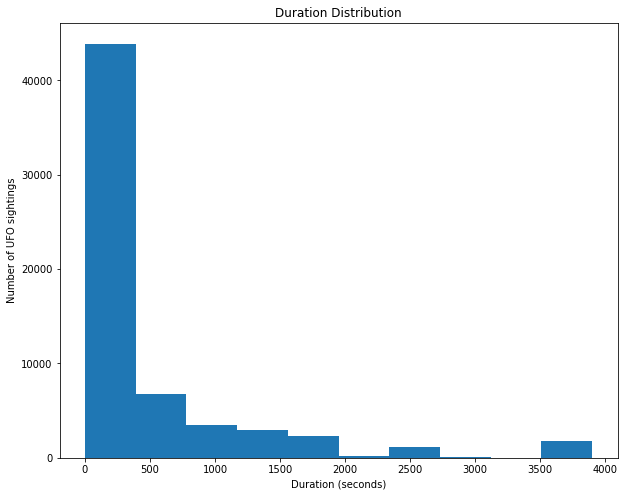 Duration Distribution
Number of UFO sightings
40000
30000
20000
10000
0
0 500 1000 1500 2000 2500 3000 3500 4000
Duration (seconds)